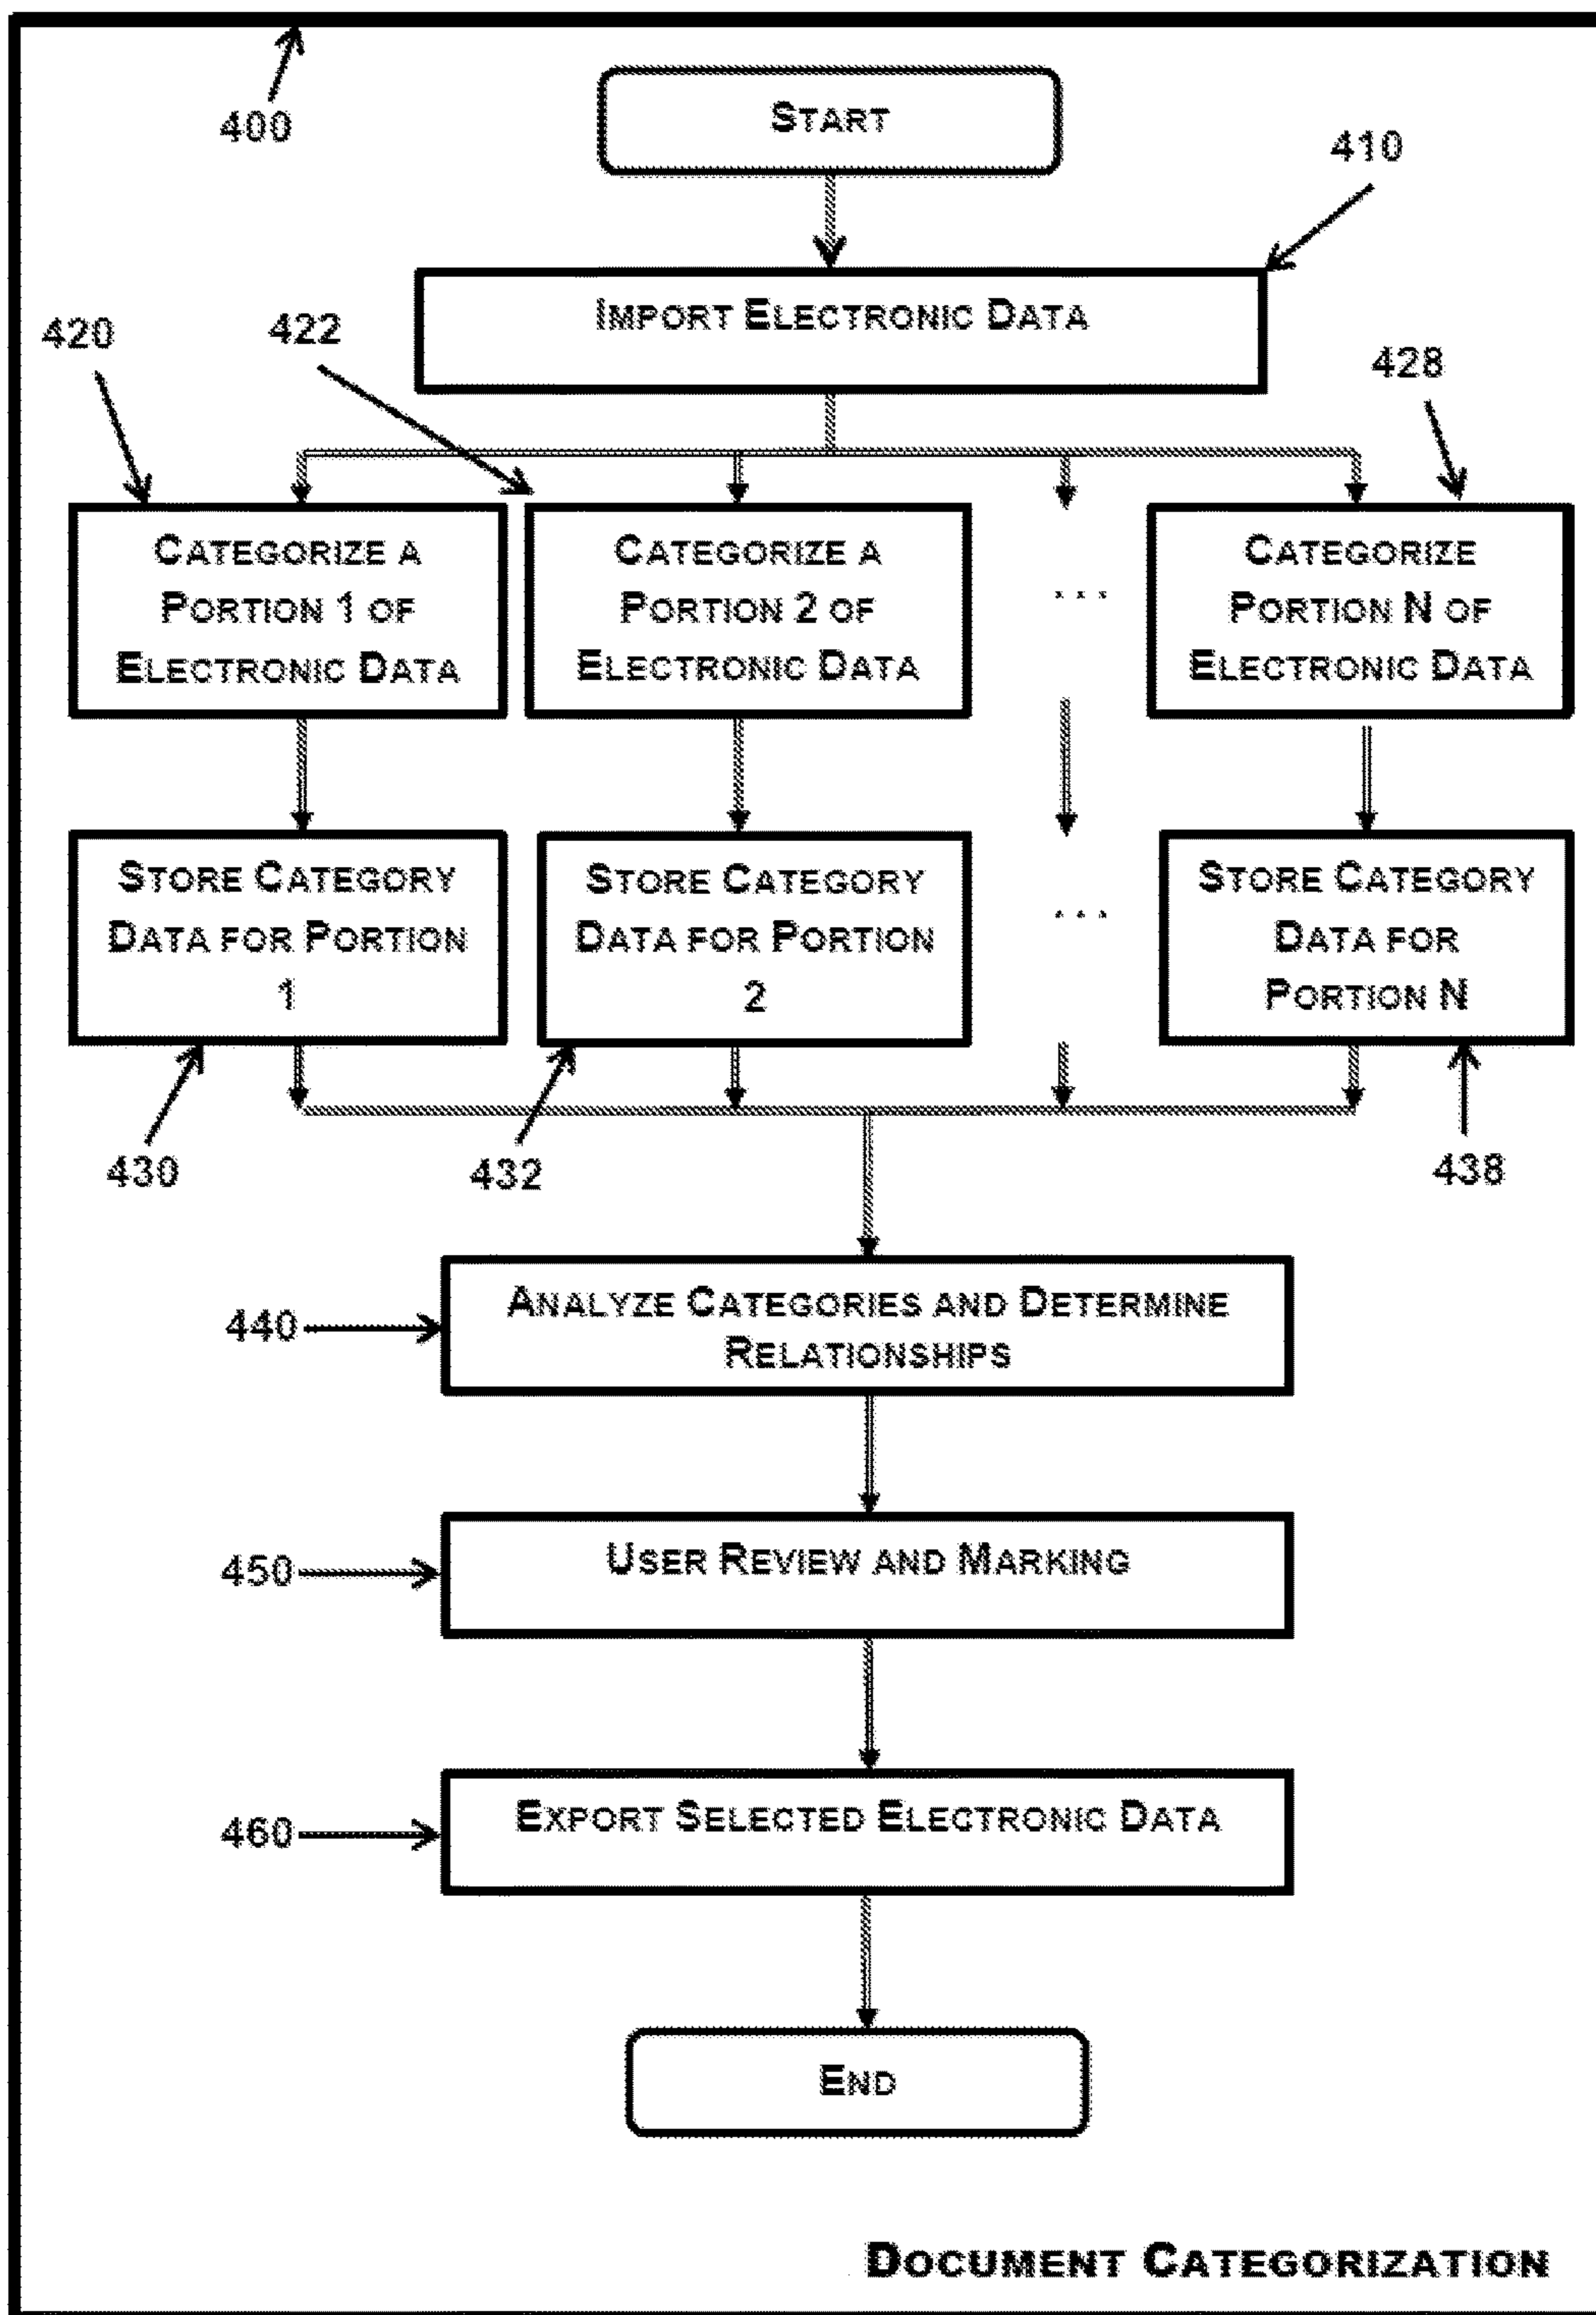 400
START
410
IMPORT ELECTRONIC DATA
420
422
428
CATEGORIZE A
PORTION 1 OF
ELECTRONIC DATA
CATEGORIZE A
PORTION 2 OF
ELECTRONIC DATA
...
CATEGORIZE
PORTION N OF
ELECTRONIC DATA
STORE CATEGORY
DATA FOR PORTION
1
STORE CATEGORY
DATA FOR PORTION
2
...
STORE CATEGORY
DATA FOR
PORTION N
430
432
438
440
ANALYZE CATEGORIES AND DETERMINE
RELATIONSHIPS
450
USER REVIEW AND MARKING
460
EXPORT SELECTED ELECTRONIC DATA
END
DOCUMENT CATEGORIZATION